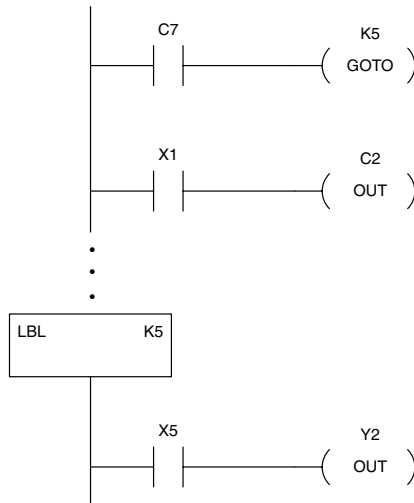 C7 K5
GOTO
X1 C2
OUT
LBL K5
X5 Y2
OUT